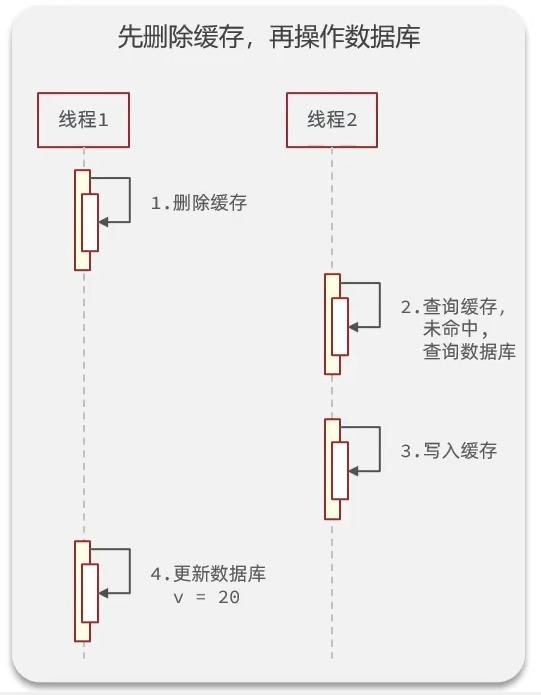 先删除缓存，再操作数据库
线程1
线程2
1.删除缓存
2.查询缓存，
未命中，
查询数据库
3.写入缓存
4.更新数据库
v = 20